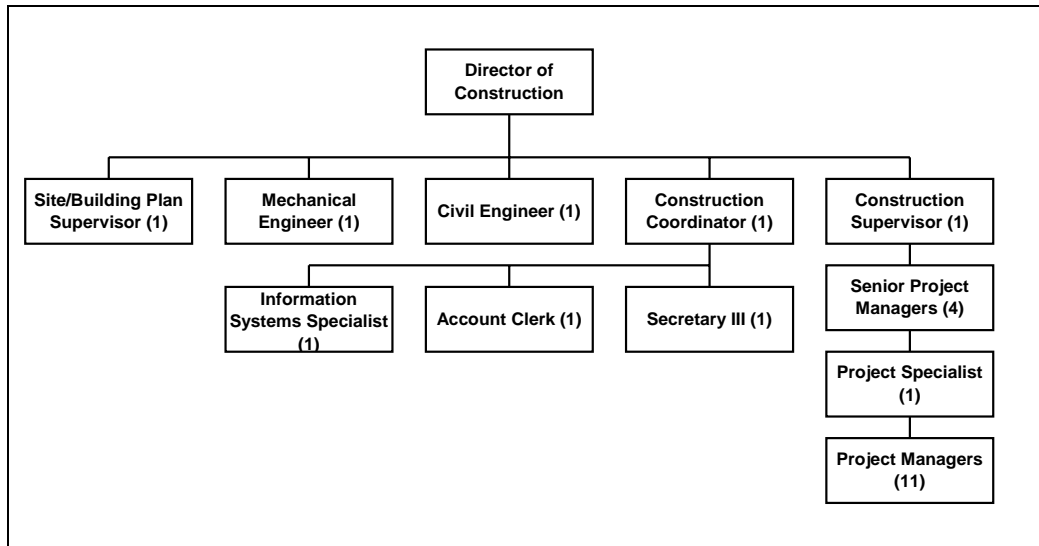 Director of
Construction
Site/Building Plan
Supervisor (1)
Mechanical
Engineer (1)
Civil Engineer (1)
Construction
Coordinator (1)
Construction
Supervisor (1)
Information
Systems Specialist
(1)
Account Clerk (1)
Secretary III (1)
Senior Project
Managers (4)
Project Specialist
(1)
Project Managers
(11)